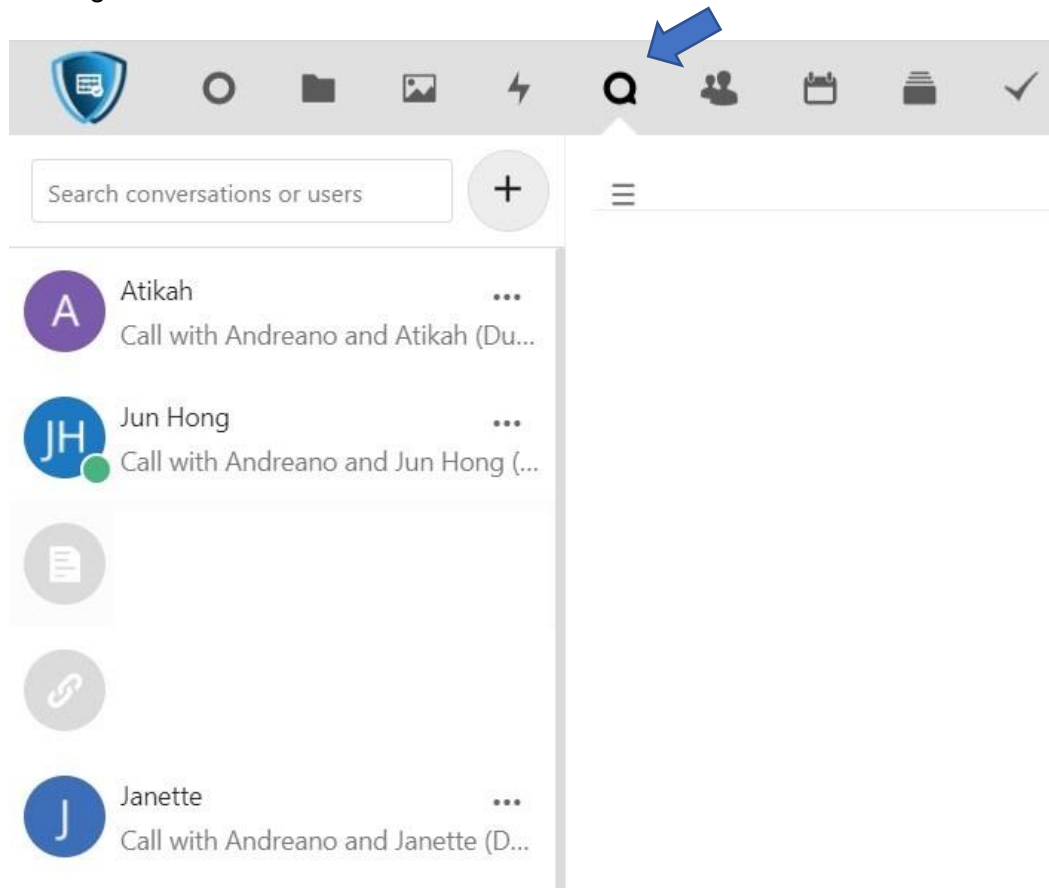 Search conversations or users
+
A
Atikah
Call with Andreano and Atikah (Du...
JH
Jun Hong
Call with Andreano and Jun Hong (...
J
Janette
Call with Andreano and Janette (D...